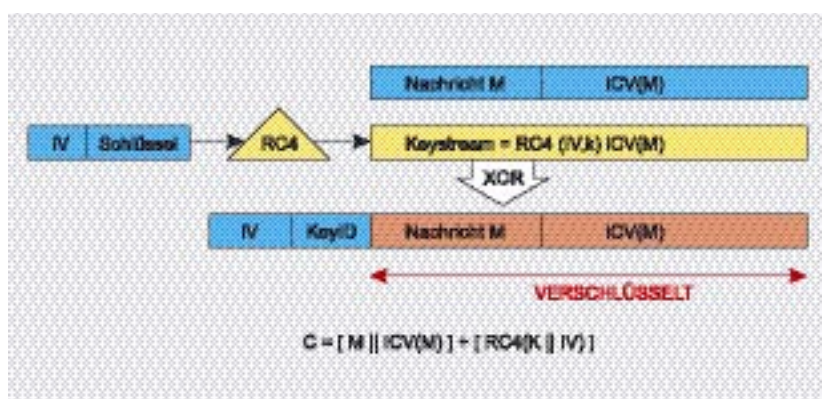 Nachricht M ICV(M)
IV Schlüssel RC4 Keystream = RC4 (IV,k) ICV(M)
XOR
IV KeyID Nachricht M ICV(M)
VERSCHLÜSSELT
C = [ M || ICV(M) ] + [ RC4(K || IV) ]